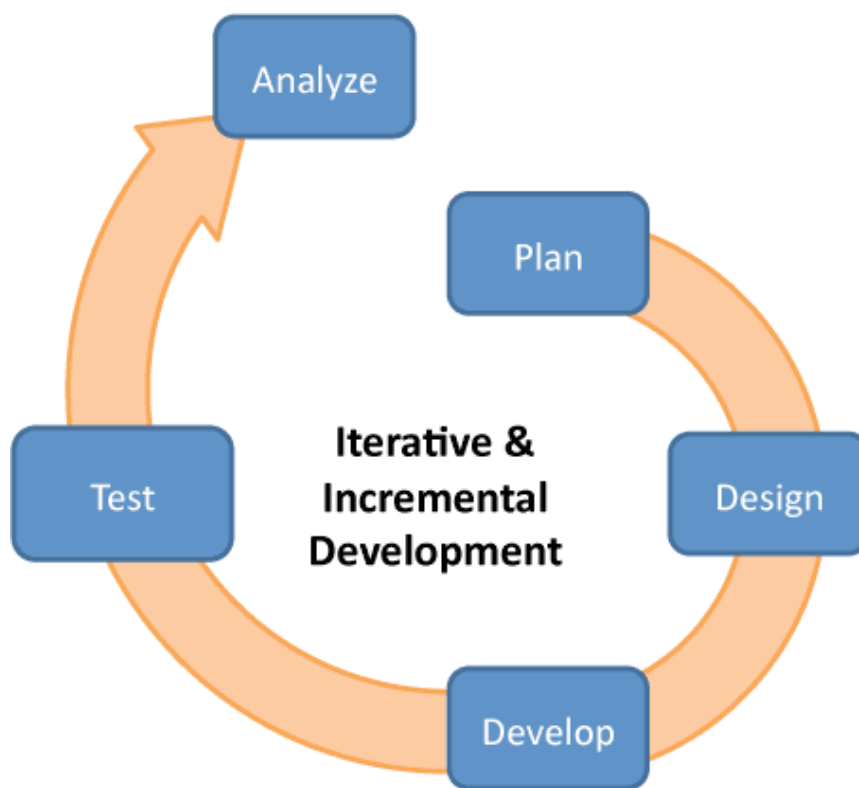 Analyze
Plan
Iterative &
Incremental
Development
Test
Design
Develop